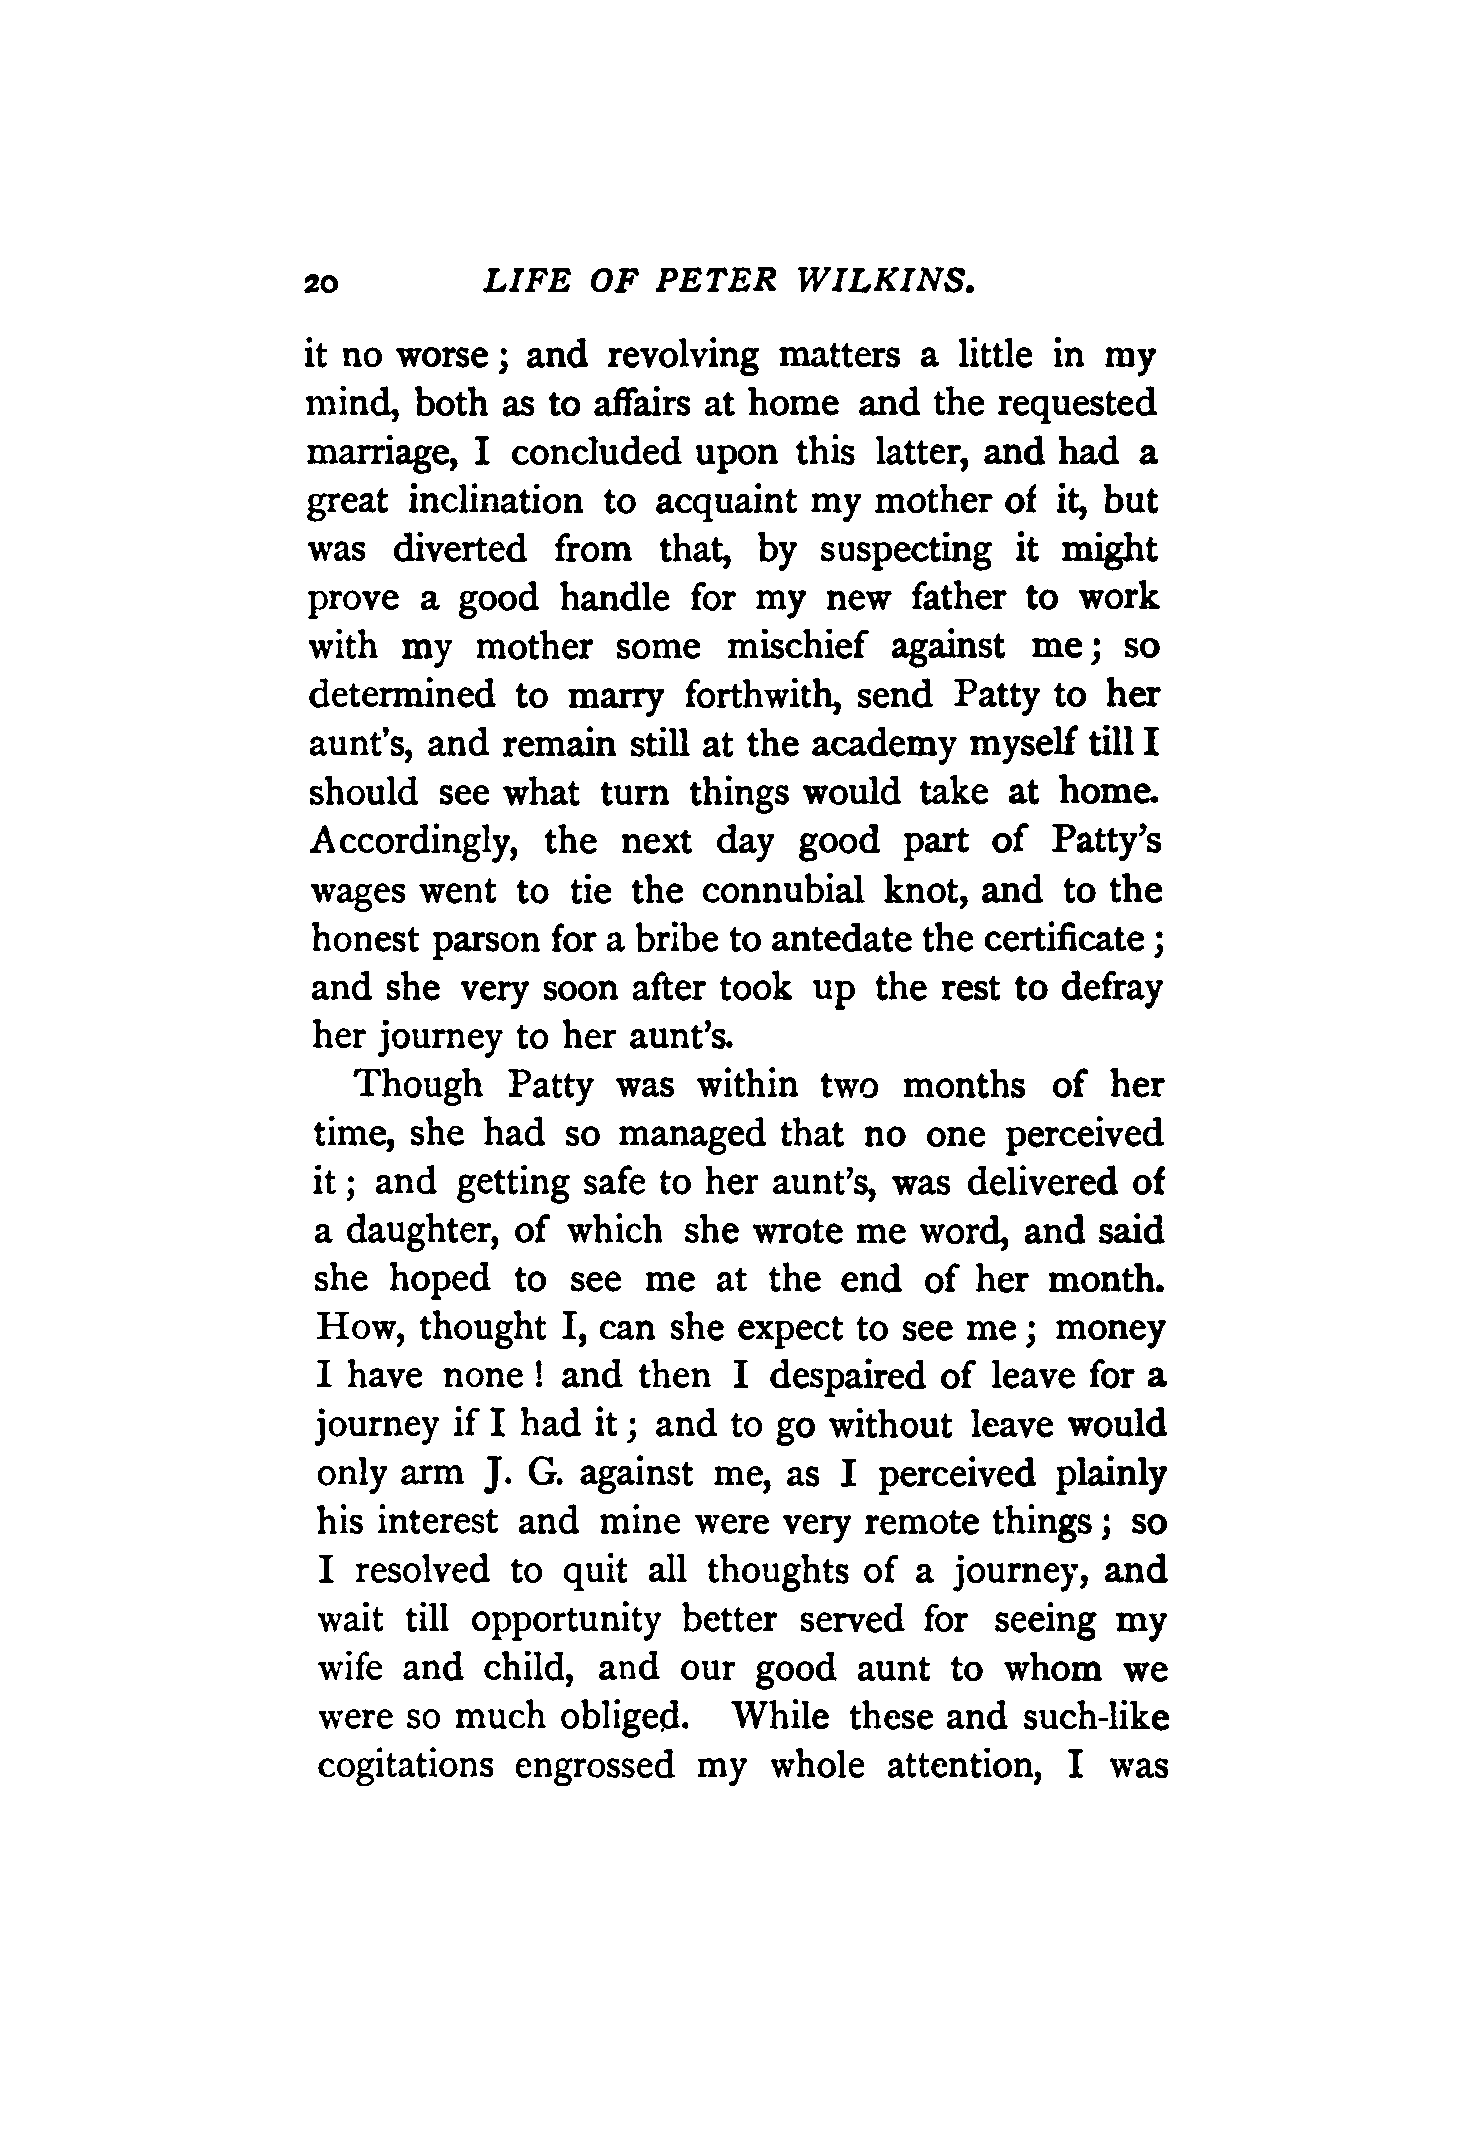 20 LIFE OF PETER WILKINS.
it no worse ; and revolving matters a little in my
mind, both as to affairs at home and the requested
marriage, I concluded upon this latter, and had a
great inclination to acquaint my mother of it, but
was diverted from that, by suspecting it might
prove a good handle for my new father to work
with my mother some mischief against me ; so
determined to marry forthwith, send Patty to her
aunt's, and remain still at the academy myself till I
should see what turn things would take at home.
Accordingly, the next day good part of Patty's
wages went to tie the connubial knot, and to the
honest parson for a bribe to antedate the certificate ;
and she very soon after took up the rest to defray
her journey to her aunt's.
Though Patty was within two months of her
time, she had so managed that no one perceived
it ; and getting safe to her aunt's, was delivered of
a daughter, of which she wrote me word, and said
she hoped to see me at the end of her month.
How, thought I, can she expect to see me ; money
I have none ! and then I despaired of leave for a
journey if I had it ; and to go without leave would
only arm J. G. against me, as I perceived plainly
his interest and mine were very remote things ; so
I resolved to quit all thoughts of a journey, and
wait till opportunity better served for seeing my
wife and child, and our good aunt to whom we
were so much obliged. While these and such-like
cogitations engrossed my whole attention, I was